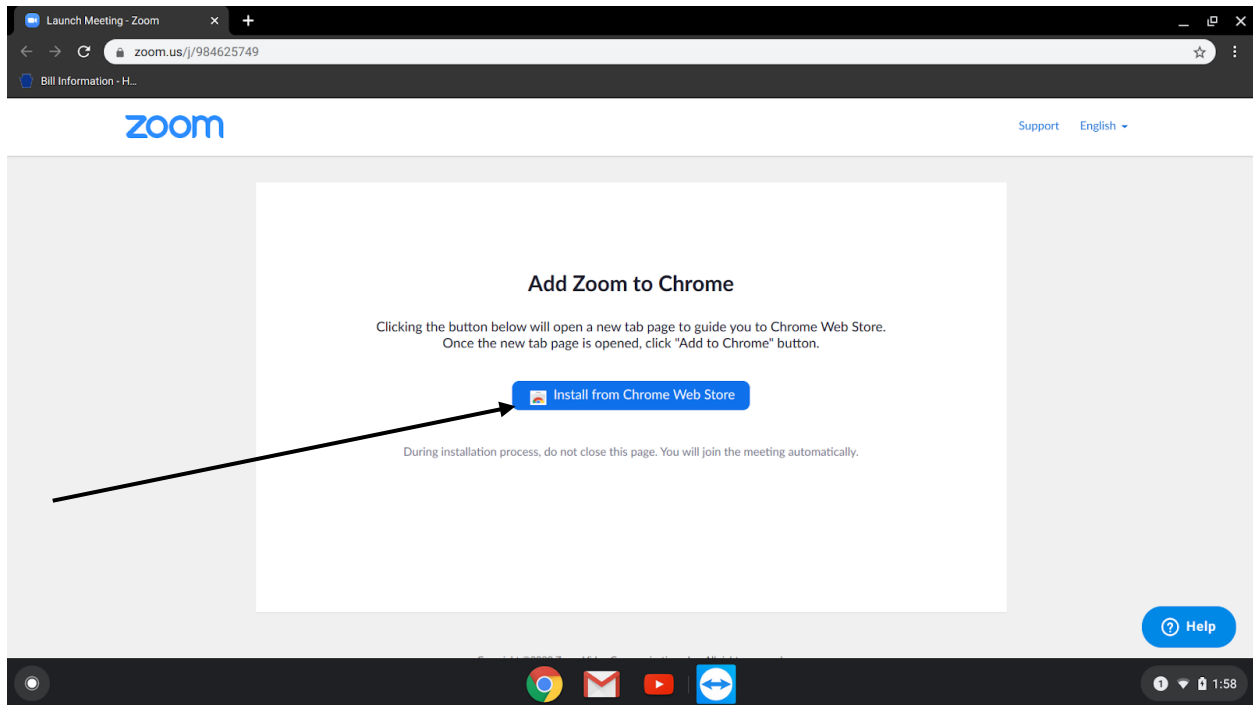 Launch Meeting - Zoom
zoom.us/j/984625749
Bill Information - H...
zoom
Support English
Add Zoom to Chrome
Clicking the button below will open a new tab page to guide you to Chrome Web Store.
Once the new tab page is opened, click "Add to Chrome" button.
Install from Chrome Web Store
During installation process, do not close this page. You will join the meeting automatically.
Help
1 1:58